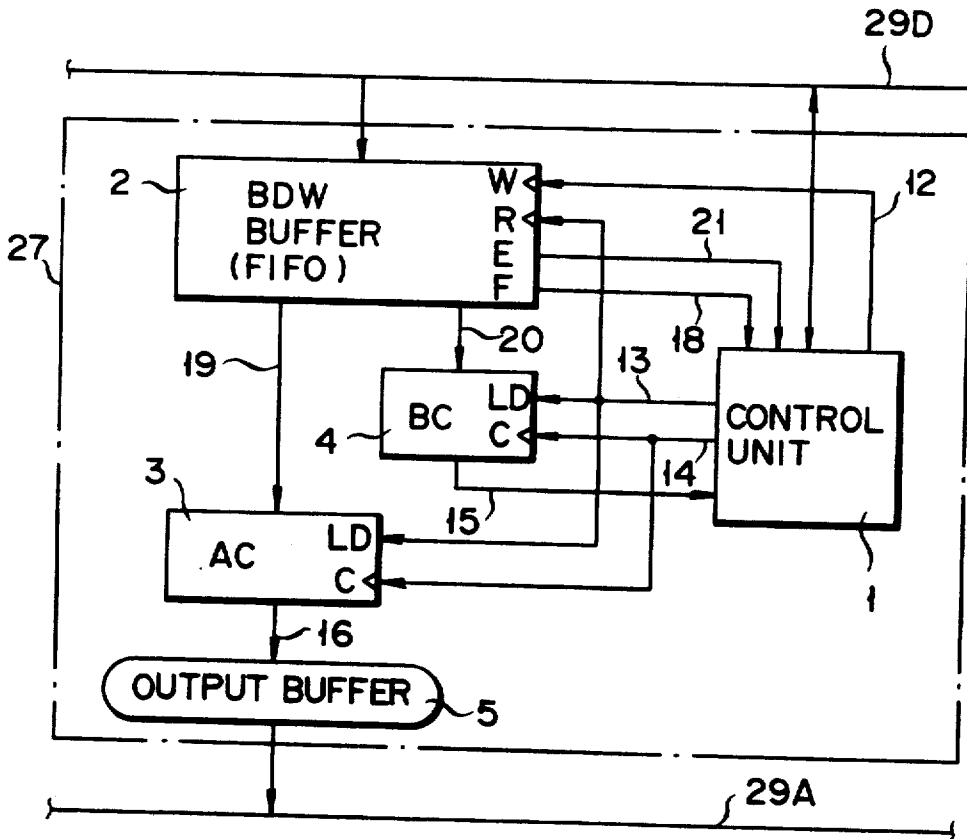 29D
2
BDW
BUFFER
(FIFO)
W
R
E
F
12
21
27
18
20
19
13
LD
BC
C
4
CONTROL
UNIT
14
15
3
LD
AC
C
1
16
OUTPUT BUFFER
5
29A